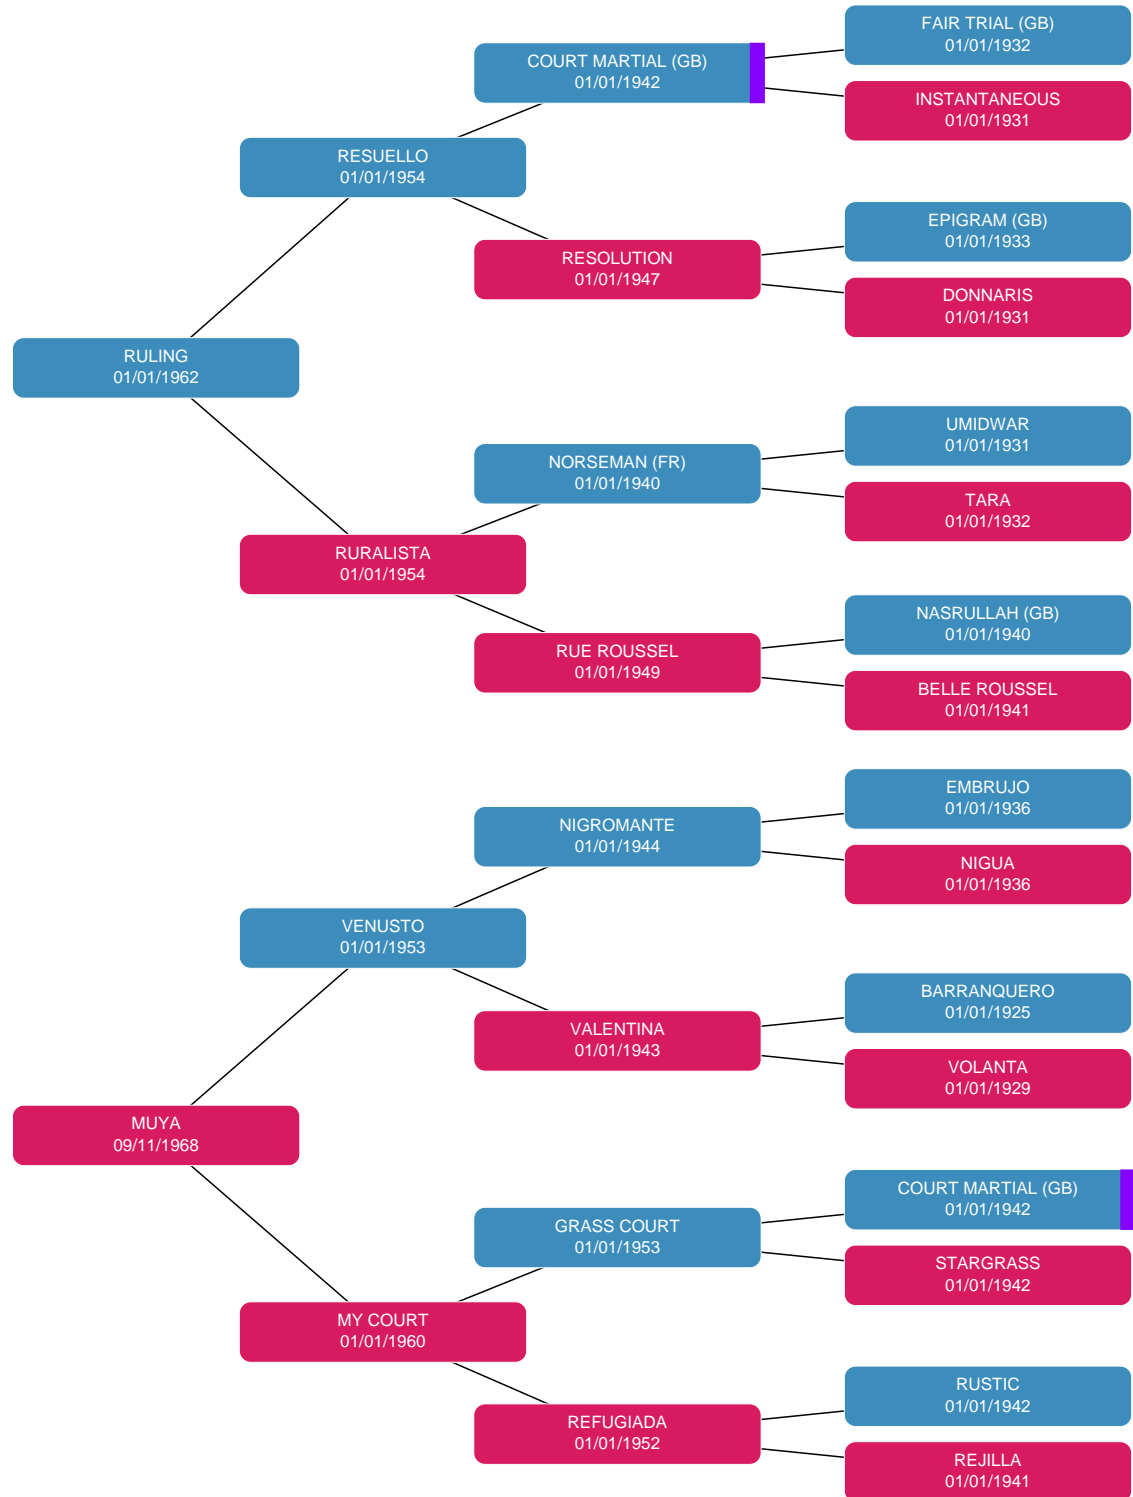 FAIR TRIAL (GB)
01/01/1932
COURT MARTIAL (GB)
01/01/1942
INSTANTANEOUS
01/01/1931
RESUELLO
01/01/1954
EPIGRAM (GB)
01/01/1933
RESOLUTION
01/01/1947
DONNARIS
01/01/1931
RULING
01/01/1962
UMIDWAR
01/01/1931
NORSEMAN (FR)
01/01/1940
TARA
01/01/1932
RURALISTA
01/01/1954
NASRULLAH (GB)
01/01/1940
RUE ROUSSEL
01/01/1949
BELLE ROUSSEL
01/01/1941
EMBRUJO
01/01/1936
NIGROMANTE
01/01/1944
NIGUA
01/01/1936
VENUSTO
01/01/1953
BARRANQUERO
01/01/1925
VALENTINA
01/01/1943
VOLANTA
01/01/1929
MUYA
09/11/1968
COURT MARTIAL (GB)
01/01/1942
GRASS COURT
01/01/1953
STARGRASS
01/01/1942
MY COURT
01/01/1960
RUSTIC
01/01/1942
REFUGIADA
01/01/1952
REJILLA
01/01/1941